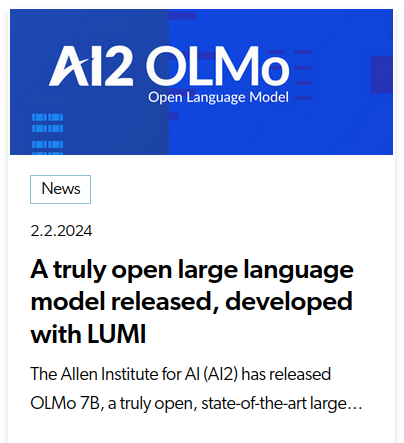 AI2 OLMo
Open Language Model
News
2.2.2024
A truly open large language
model released, developed
with LUMI
The Allen Institute for AI (AI2) has released
OLMo 7B, a truly open, state-of-the-art large...